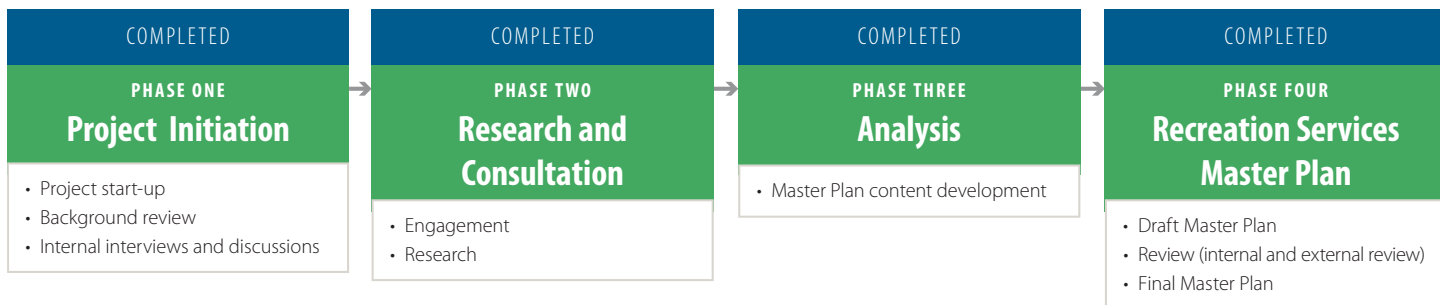 COMPLETED
PHASE ONE
Project Initiation
• Project start-up
• Background review
• Internal interviews and discussions
COMPLETED
PHASE TWO
Research and
Consultation
• Engagement
• Research
COMPLETED
PHASE THREE
Analysis
• Master Plan content development
COMPLETED
PHASE FOUR
Recreation Services
Master Plan
• Draft Master Plan
• Review (internal and external review)
• Final Master Plan